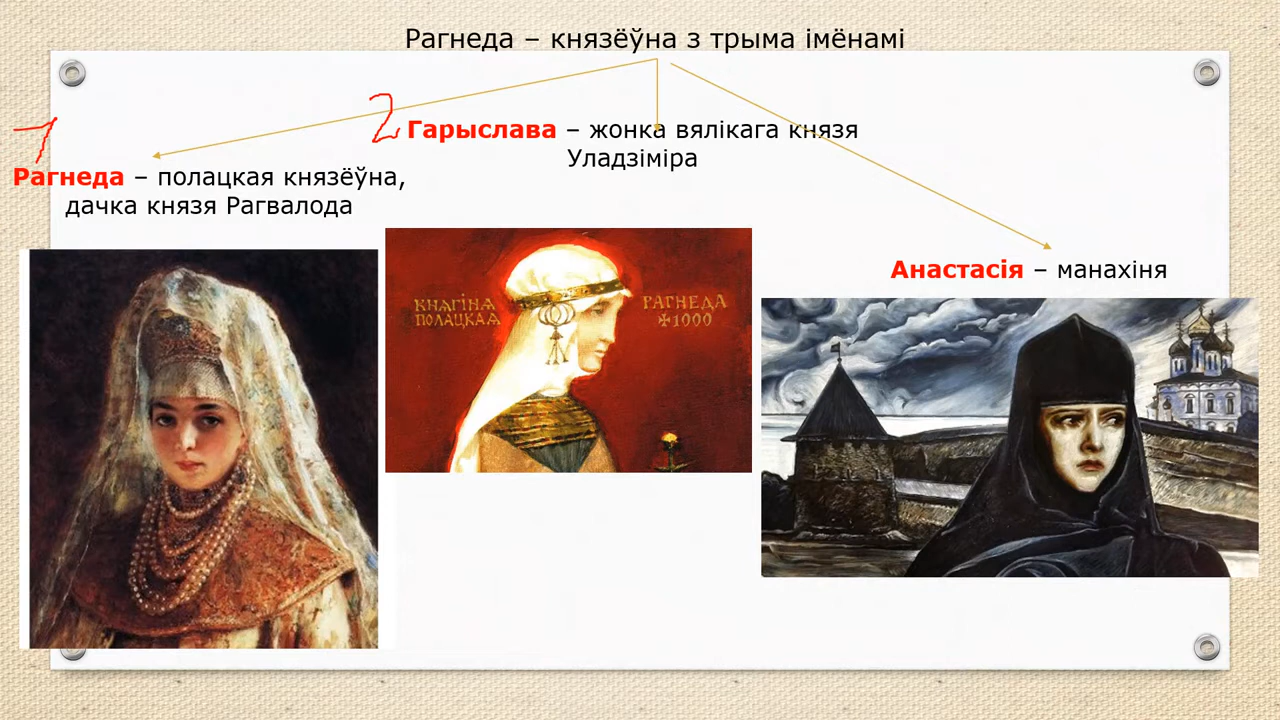 Рагнеда – князёўна з трыма імёнамі
2
Гарыслава – жонка вялікага князя
Уладзіміра
1
Рагнеда – полацкая князёўна,
дачка князя Рагвалода
Анастасія – манахіня
КНЯГІНЯ
ПОЛАЦКАЯ
РАГНЕДА
✠1000